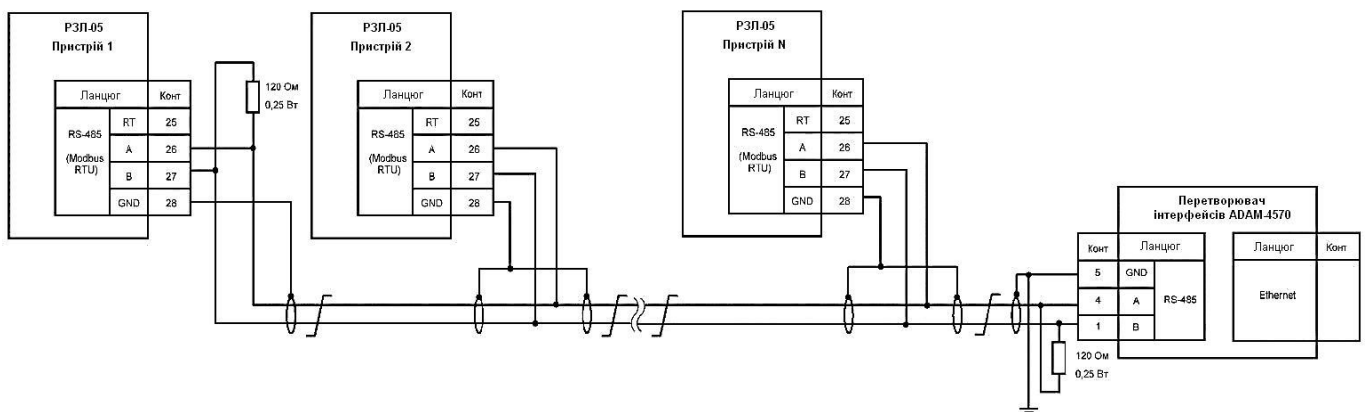 РЗЛ-05
Пристрій 1
Ланцюг Конт
RS-485
(Modbus
RTU)
RT 25
A 26
B 27
GND 28
120 Ом
0,25 Вт
РЗЛ-05
Пристрій 2
Ланцюг Конт
RS-485
(Modbus
RTU)
RT 25
A 26
B 27
GND 28
РЗЛ-05
Пристрій N
Ланцюг Конт
RS-485
(Modbus
RTU)
RT 25
A 26
B 27
GND 28
Перетворювач
інтерфейсів ADAM-4570
Конт Ланцюг
5 GND
4 A
1 B
RS-485
Ланцюг Конт
Ethernet
120 Ом
0,25 Вт